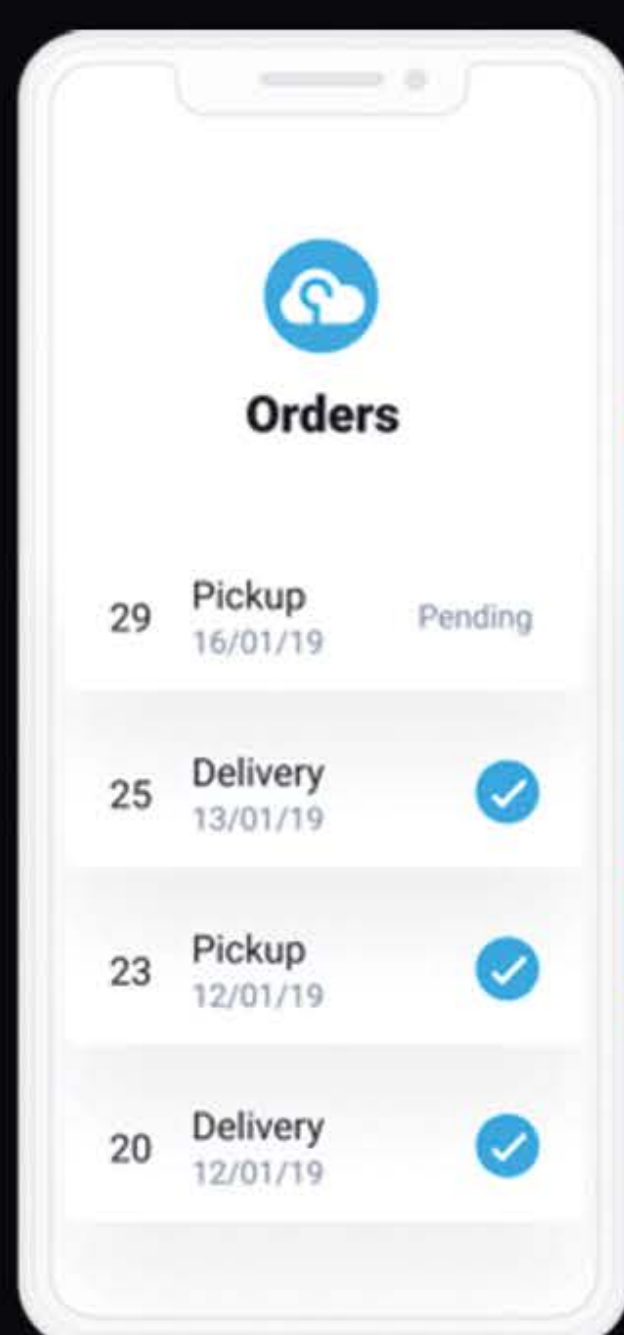 Orders
29
Pickup
16/01/19
Pending
25
Delivery
13/01/19
23
Pickup
12/01/19
20
Delivery
12/01/19